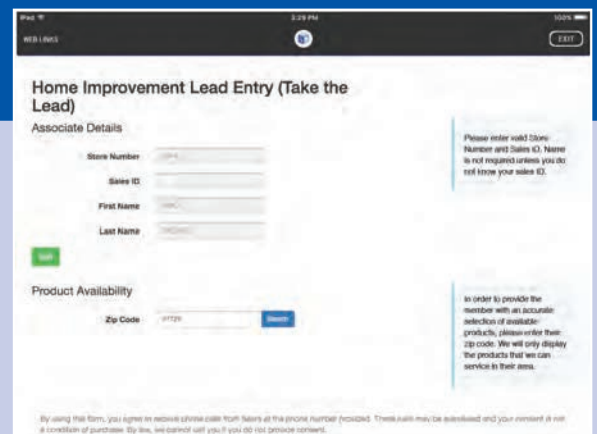 iPad
3:29 PM
100%
WEB LINKS
EXIT
Home Improvement Lead Entry (Take the
Lead)
Associate Details
Store Number
Sales ID
First Name
Last Name
Please enter valid Store
Number and Sales ID. Name
is not required unless you do
not know your sales ID.
Product Availability
Zip Code
Search
In order to provide the
member with an accurate
selection of available
products, please enter their
zip code. We will only display
the products that we can
service in their area.
By using this form, you agree to receive phone calls from Sears at the phone number provided. These calls may be autodialed and your consent is not
a condition of purchase. By law, we cannot call you if you do not provide consent.